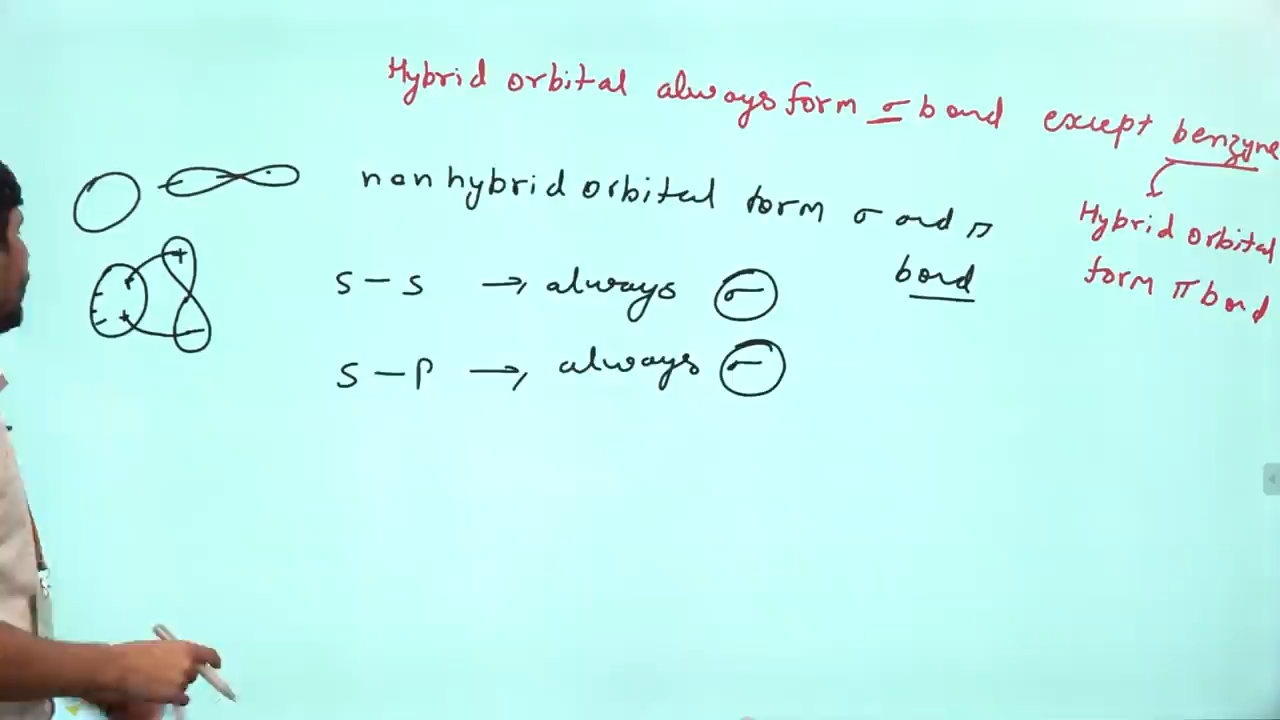 Hybrid orbital always form σ bond except benzyne
Hybrid orbital
form π bond
non hybrid orbital form σ and π
bond
s - s → always σ
s - p → always σ